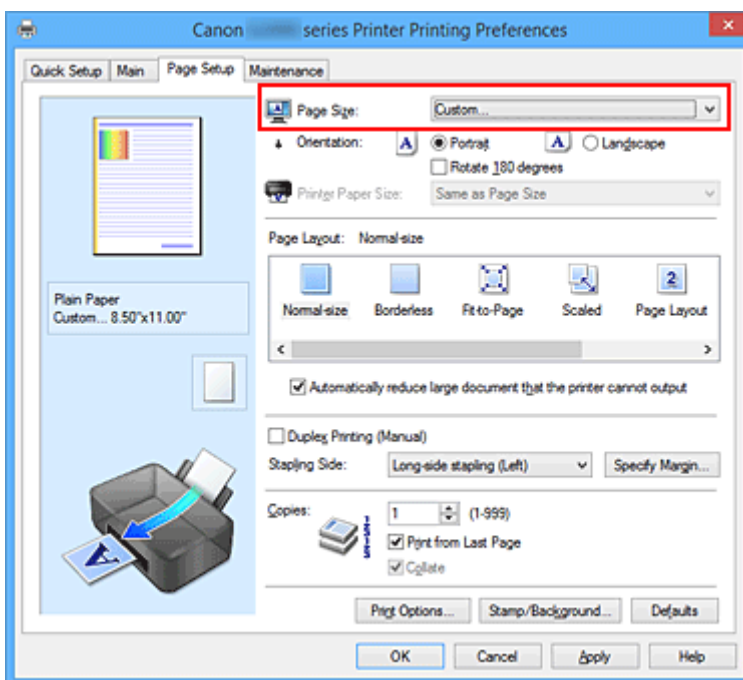 Canon series Printer Printing Preferences
Quick Setup Main Page Setup Maintenance
Page Size: Custom...
Orientation: A Portrait A Landscape
Rotate 180 degrees
Printer Paper Size: Same as Page Size
Page Layout: Normal-size
2
Normal-size Borderless Fit-to-Page Scaled Page Layout
Plain Paper
Custom... 8.50"x11.00"
Automatically reduce large document that the printer cannot output
Duplex Printing (Manual)
Stapling Side: Long-side stapling (Left) Specify Margin...
Copies: 1 (1-999)
Print from Last Page
Collate
A
Print Options... Stamp/Background... Defaults
OK Cancel Apply Help